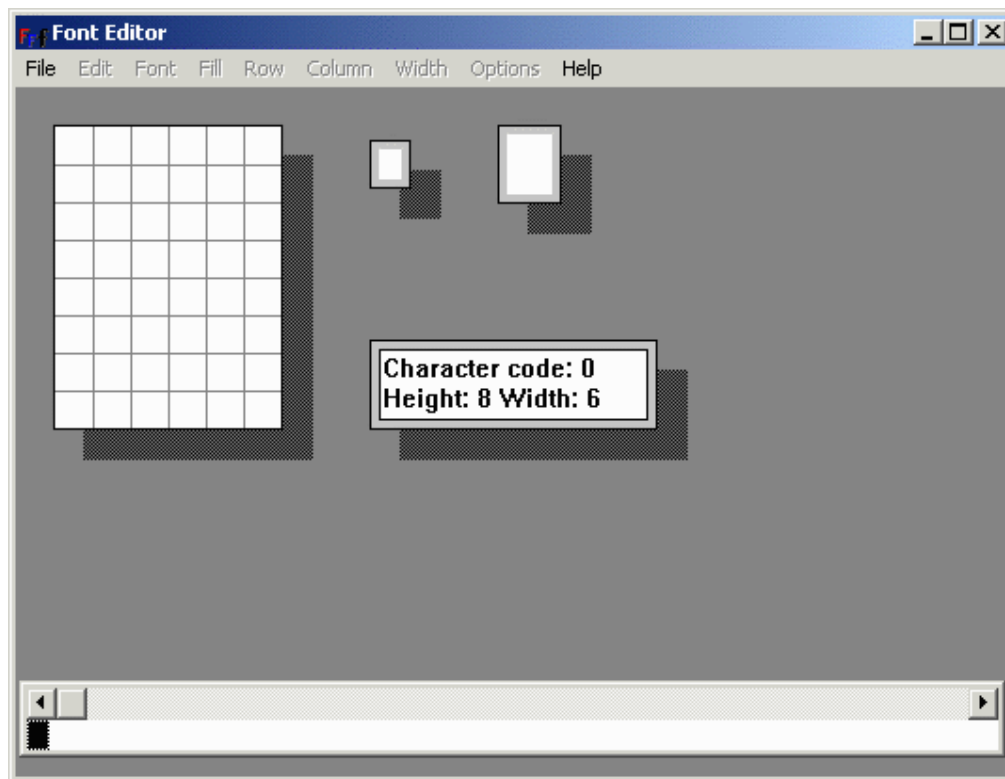 Font Editor
File Edit Font Fill Row Column Width Options Help
Character code: 0
Height: 8 Width: 6